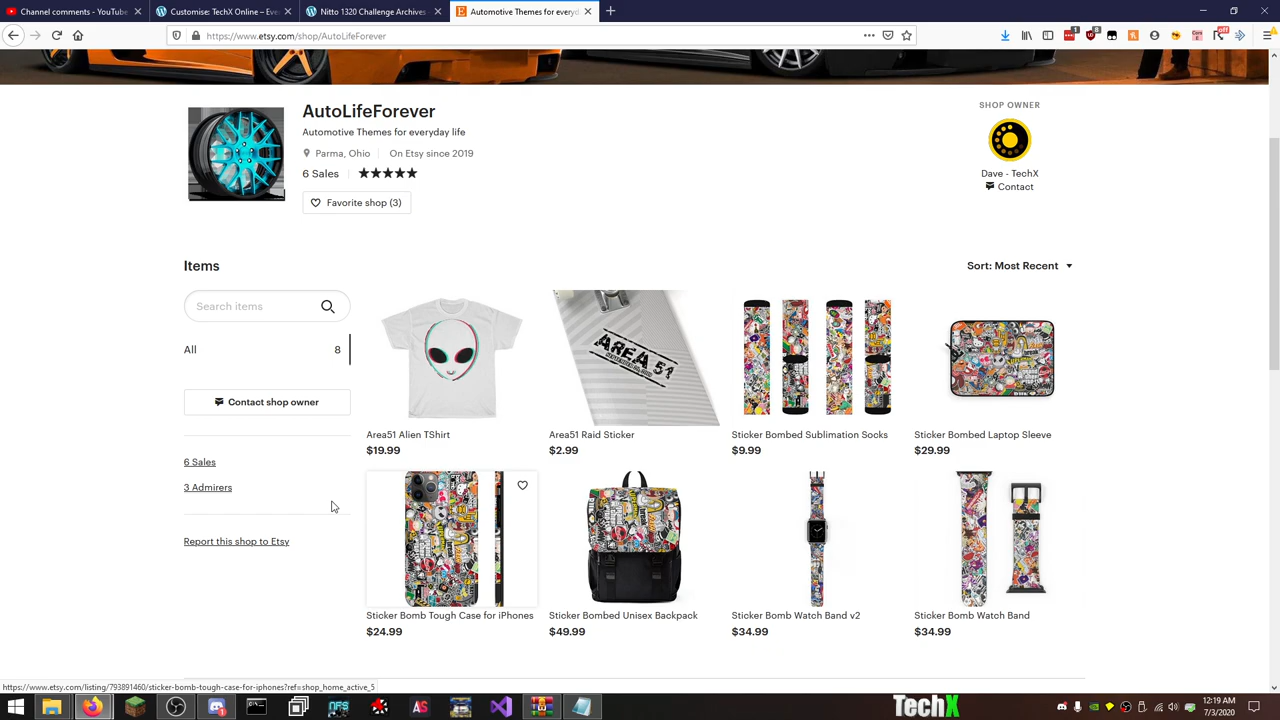 Channel comments - YouTube
Customise: TechX Online – Eve
Nitto 1320 Challenge Archives
Automotive Themes for everyd
https://www.etsy.com/shop/AutoLifeForever
AutoLifeForever
Automotive Themes for everyday life
Parma, Ohio
On Etsy since 2019
6 Sales
Favorite shop (3)
SHOP OWNER
Dave - TechX
Contact
Items
Sort: Most Recent
Search items
All 8
Contact shop owner
6 Sales
3 Admirers
Report this shop to Etsy
AREA 51
Area51 Alien TShirt
$19.99
Area51 Raid Sticker
$2.99
Sticker Bombed Sublimation Socks
$9.99
Sticker Bombed Laptop Sleeve
$29.99
Sticker Bomb Tough Case for iPhones
$24.99
Sticker Bombed Unisex Backpack
$49.99
Sticker Bomb Watch Band v2
$34.99
Sticker Bomb Watch Band
$34.99
https://www.etsy.com/listing/793891460/sticker-bomb-tough-case-for-iphones?ref=shop_home_active_5
TechX
12:19 AM
7/3/2020